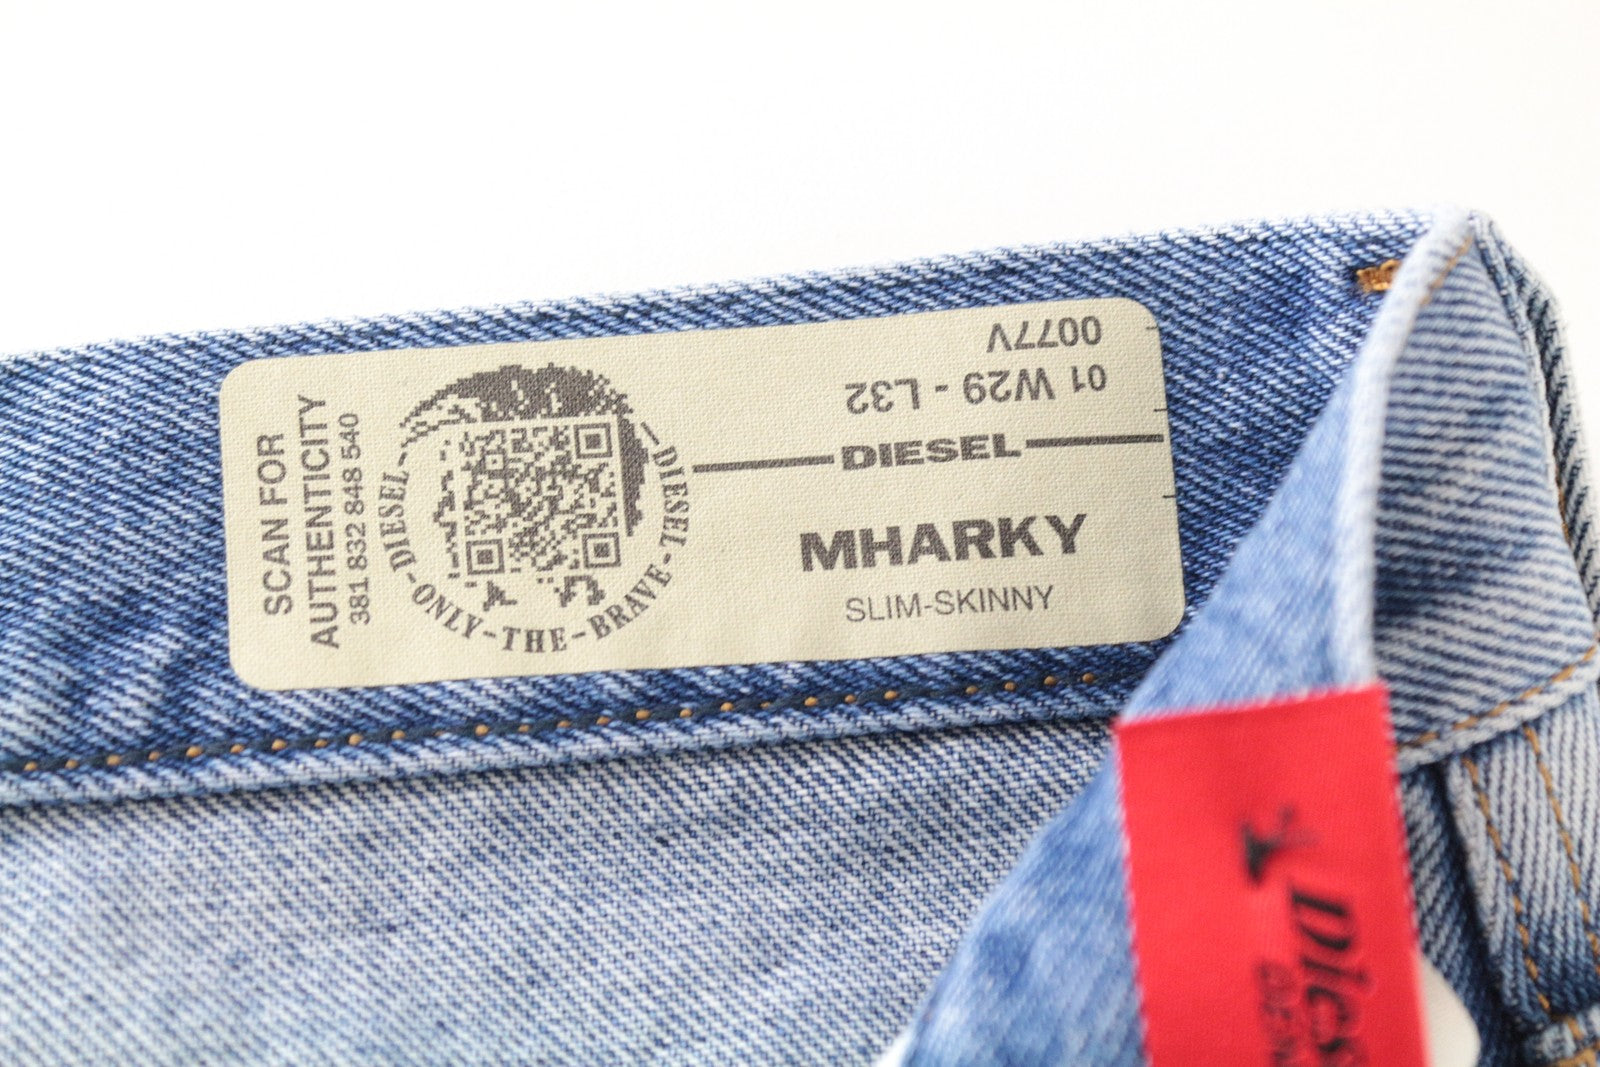 SCAN FOR
AUTHENTICITY
381 832 848 540
DIESEL-ONLY-THE-BRAVE-DIESEL
0077V
01 W29 - L32
DIESEL
MHARKY
SLIM-SKINNY